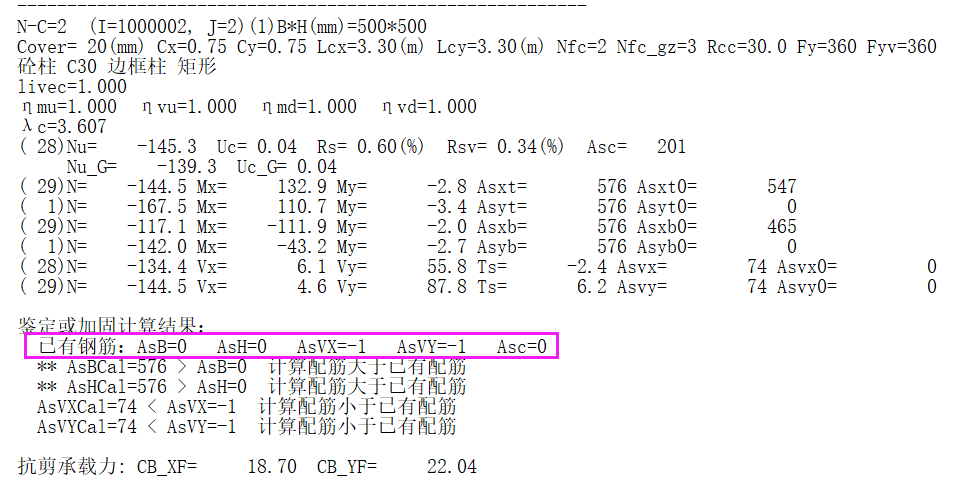 N-C=2 (I=1000002, J=2)(1)B*H(mm)=500*500
Cover= 20(mm) Cx=0.75 Cy=0.75 Lcx=3.30(m) Lcy=3.30(m) Nfc=2 Nfc_gz=3 Rcc=30.0 Fy=360 Fyv=360
砼柱 C30 边框柱 矩形
livec=1.000
ηmu=1.000 ηvu=1.000 ηmd=1.000 ηvd=1.000
λc=3.607
( 28)Nu= -145.3 Uc= 0.04 Rs= 0.60(%) Rsv= 0.34(%) Asc= 201
Nu_G= -139.3 Uc_G= 0.04
( 29)N= -144.5 Mx= 132.9 My= -2.8 Asxt= 576 Asxt0= 547
( 1)N= -167.5 Mx= 110.7 My= -3.4 Asyt= 576 Asyt0= 0
( 29)N= -117.1 Mx= -111.9 My= -2.0 Asxb= 576 Asxb0= 465
( 1)N= -142.0 Mx= -43.2 My= -2.7 Asyb= 576 Asyb0= 0
( 28)N= -134.4 Vx= 6.1 Vy= 55.8 Ts= -2.4 Asvx= 74 Asvx0= 0
( 29)N= -144.5 Vx= 4.6 Vy= 87.8 Ts= 6.2 Asvy= 74 Asvy0= 0
鉴定或加固计算结果:
已有钢筋: AsB=0 AsH=0 AsVX=-1 AsVY=-1 Asc=0
** AsBCal=576 > AsB=0 计算配筋大于已有配筋
** AsHCal=576 > AsH=0 计算配筋大于已有配筋
AsVXCal=74 < AsVX=-1 计算配筋小于已有配筋
AsVYCal=74 < AsVY=-1 计算配筋小于已有配筋
抗剪承载力: CB_XF= 18.70 CB_YF= 22.04